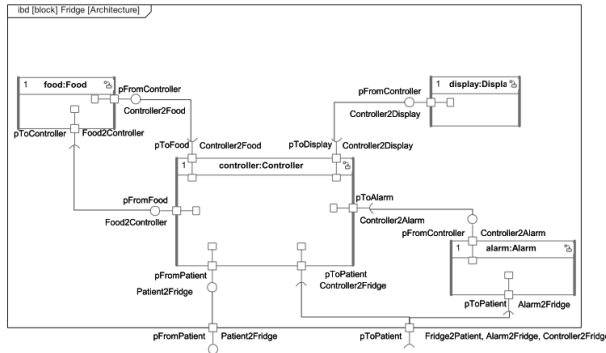 ibd [block] Fridge [Architecture]
1 food:Food
pFromController
Controller2Food
pToController Food2Controller
pFromController
Controller2Display
1 display:Displa
pToFood Controller2Food
pToDisplay Controller2Display
1 controller:Controller
pFromFood
Food2Controller
pToAlarm
Controller2Alarm
pFromController Controller2Alarm
1 alarm:Alarm
pFromPatient
Patient2Fridge
pToPatient
Controller2Fridge
pToPatient Alarm2Fridge
pFromPatient Patient2Fridge
pToPatient Fridge2Patient, Alarm2Fridge, Controller2Fridge